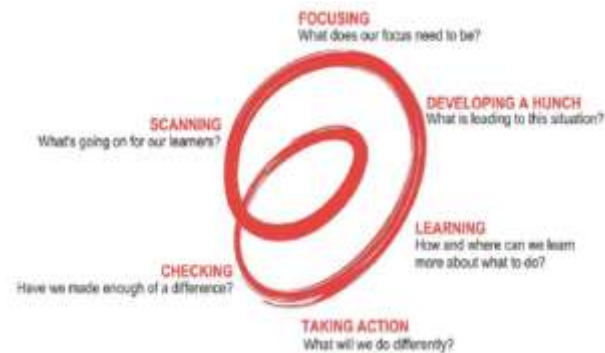 FOCUSING
What does our focus need to be?
DEVELOPING A HUNCH
What is leading to this situation?
SCANNING
What's going on for our learners?
LEARNING
How and where can we learn
more about what to do?
CHECKING
Have we made enough of a difference?
TAKING ACTION
What will we do differently?